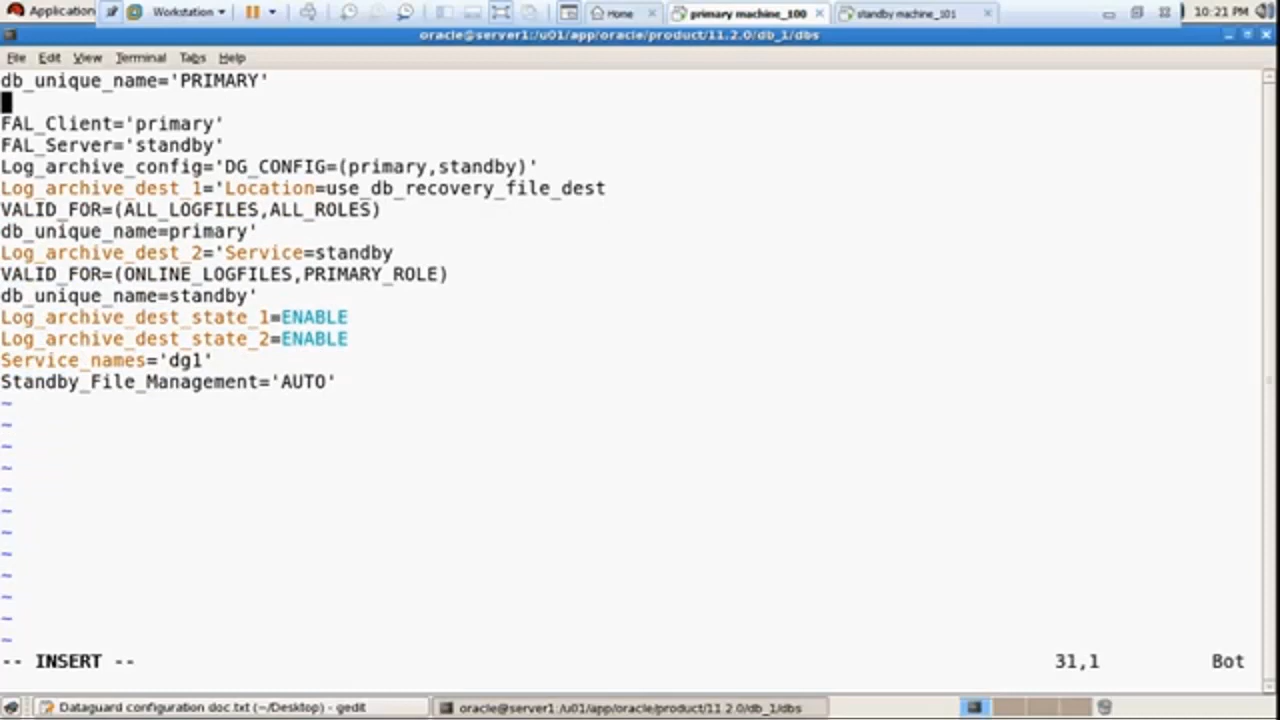 Application
Workstation
Home
primary machine_100
standby machine_101
10:21 PM
oracle@server1:/u01/app/oracle/product/11.2.0/db_1/dbs
File Edit View Terminal Tabs Help
db_unique_name='PRIMARY'
FAL_Client='primary'
FAL_Server='standby'
Log_archive_config='DG_CONFIG=(primary,standby)'
Log_archive_dest_1='Location=use_db_recovery_file_dest
VALID_FOR=(ALL_LOGFILES,ALL_ROLES)
db_unique_name=primary'
Log_archive_dest_2='Service=standby
VALID_FOR=(ONLINE_LOGFILES,PRIMARY_ROLE)
db_unique_name=standby'
Log_archive_dest_state_1=ENABLE
Log_archive_dest_state_2=ENABLE
Service_names='dg1'
Standby_File_Management='AUTO'
~
~
~
~
~
~
~
~
~
~
~
~
-- INSERT -- 31,1 Bot
Dataguard configuration doc.txt (~/Desktop) - gedit
oracle@server1:/u01/app/oracle/product/11.2.0/db_1/dbs